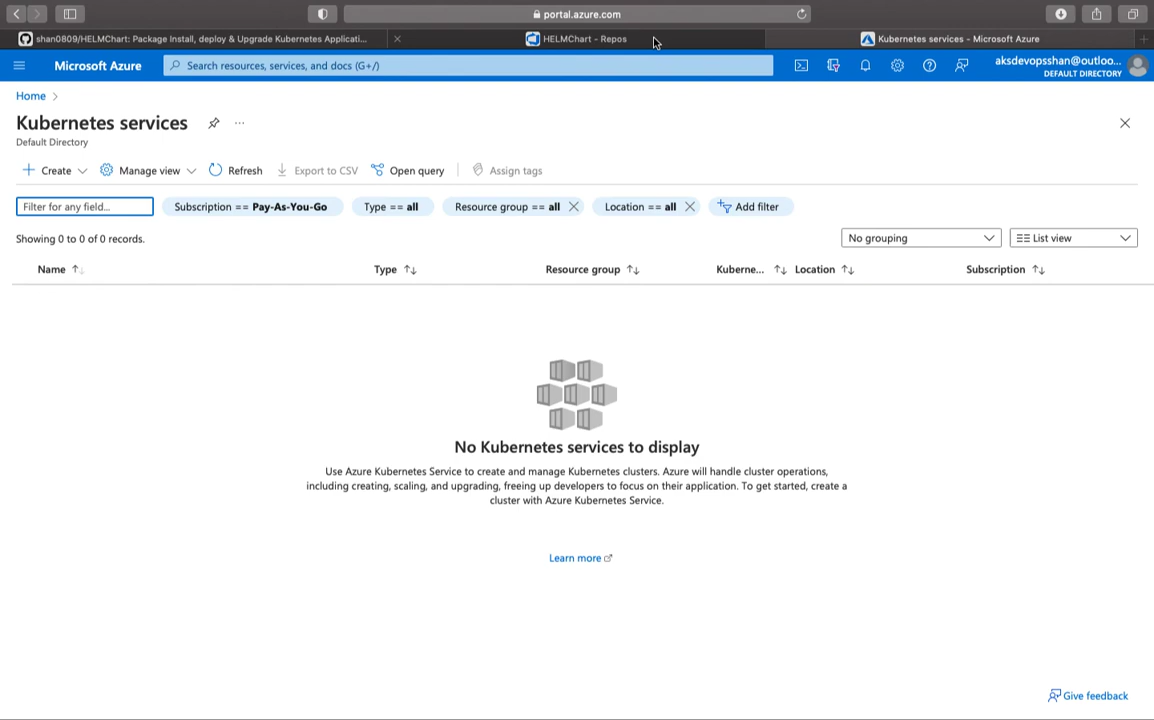 portal.azure.com
shan0809/HELMChart: Package Install, deploy & Upgrade Kubernetes Applicati...
HELMChart - Repos
Kubernetes services - Microsoft Azure
Microsoft Azure
Search resources, services, and docs (G+/)
aksdevopsshan@outloo...
DEFAULT DIRECTORY
Home
Kubernetes services
Default Directory
Create
Manage view
Refresh
Export to CSV
Open query
Assign tags
Filter for any field...
Subscription == Pay-As-You-Go
Type == all
Resource group == all
Location == all
Add filter
Showing 0 to 0 of 0 records.
No grouping
List view
Name
Type
Resource group
Kuberne...
Location
Subscription
No Kubernetes services to display
Use Azure Kubernetes Service to create and manage Kubernetes clusters. Azure will handle cluster operations,
including creating, scaling, and upgrading, freeing up developers to focus on their application. To get started, create a
cluster with Azure Kubernetes Service.
Learn more
Give feedback